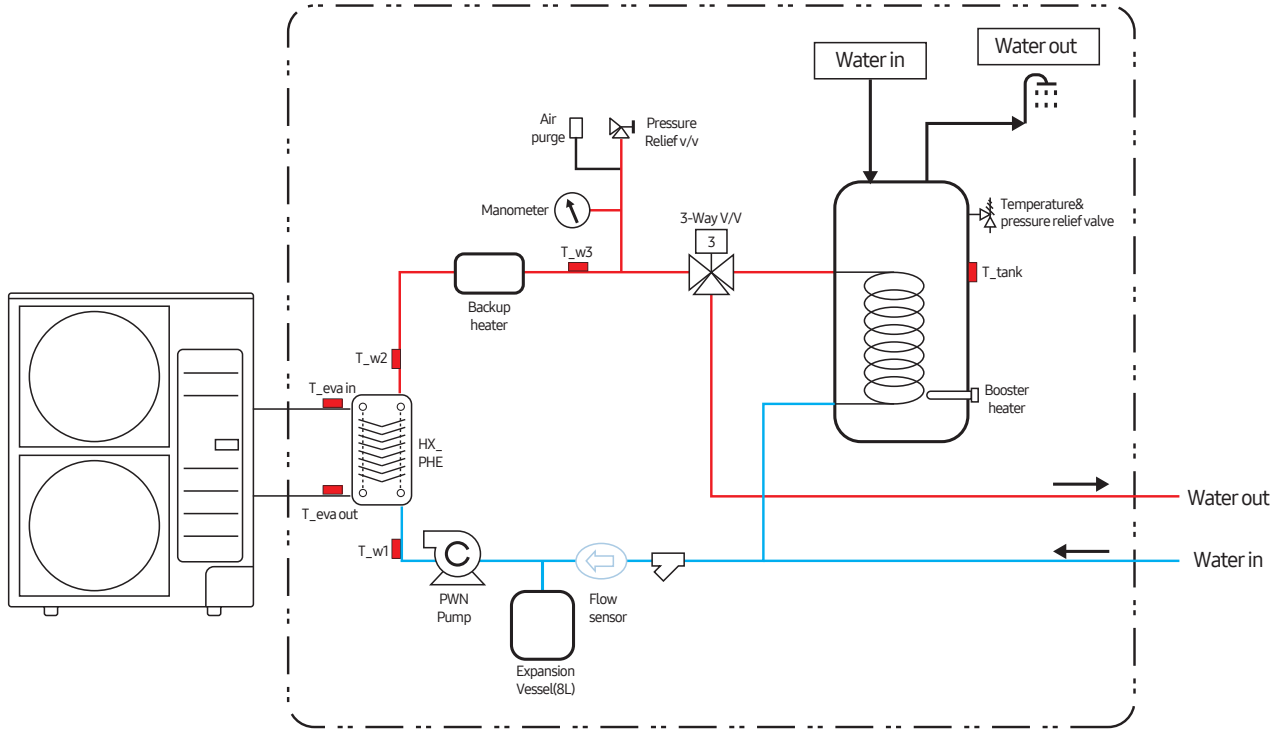 Water in
Water out
Air
purge
Pressure
Relief v/v
Manometer
3-Way V/V
3
Temperature&
pressure relief valve
T_w3
T_tank
Backup
heater
T_w2
T_eva in
Booster
heater
HX_
PHE
T_eva out
Water out
T_w1
Water in
PWN
Pump
Flow
sensor
Expansion
Vessel(8L)